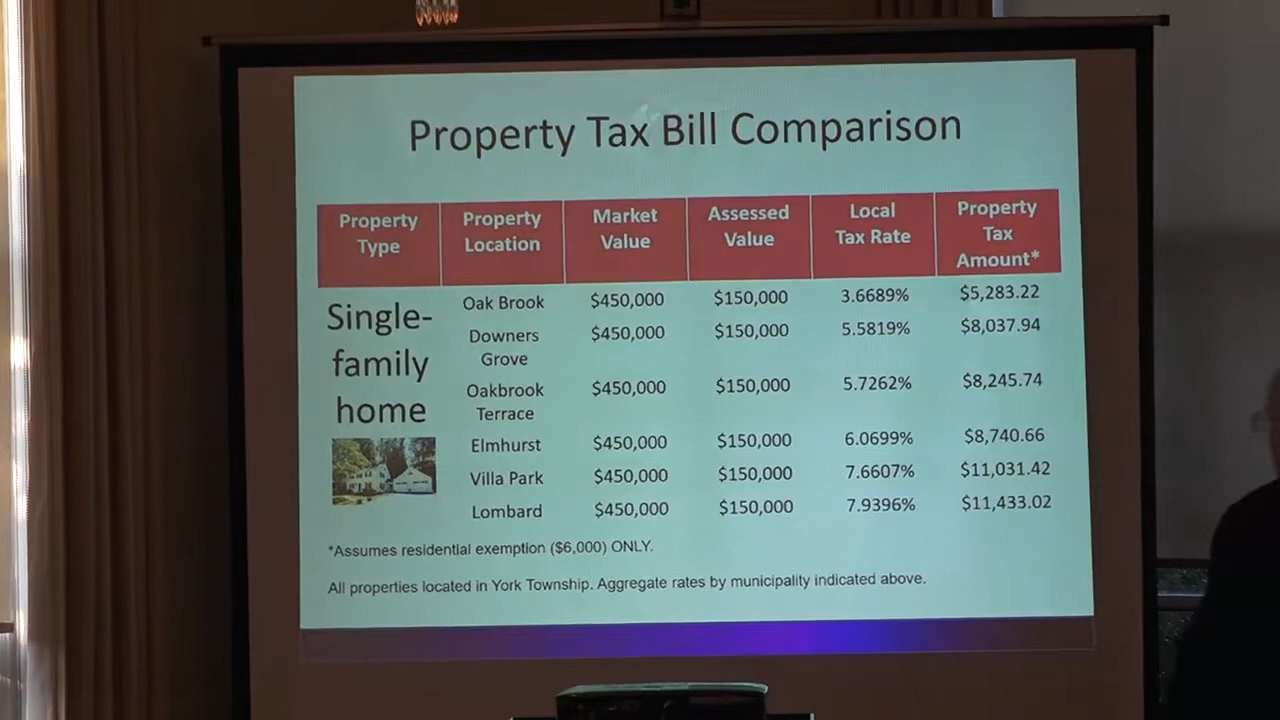 Property Tax Bill Comparison
Property Type Property Location Market Value Assessed Value Local Tax Rate Property Tax Amount*
Single-family home
Oak Brook $450,000 $150,000 3.6689% $5,283.22
Downers Grove $450,000 $150,000 5.5819% $8,037.94
Oakbrook Terrace $450,000 $150,000 5.7262% $8,245.74
Elmhurst $450,000 $150,000 6.0699% $8,740.66
Villa Park $450,000 $150,000 7.6607% $11,031.42
Lombard $450,000 $150,000 7.9396% $11,433.02
*Assumes residential exemption ($6,000) ONLY.
All properties located in York Township. Aggregate rates by municipality indicated above.